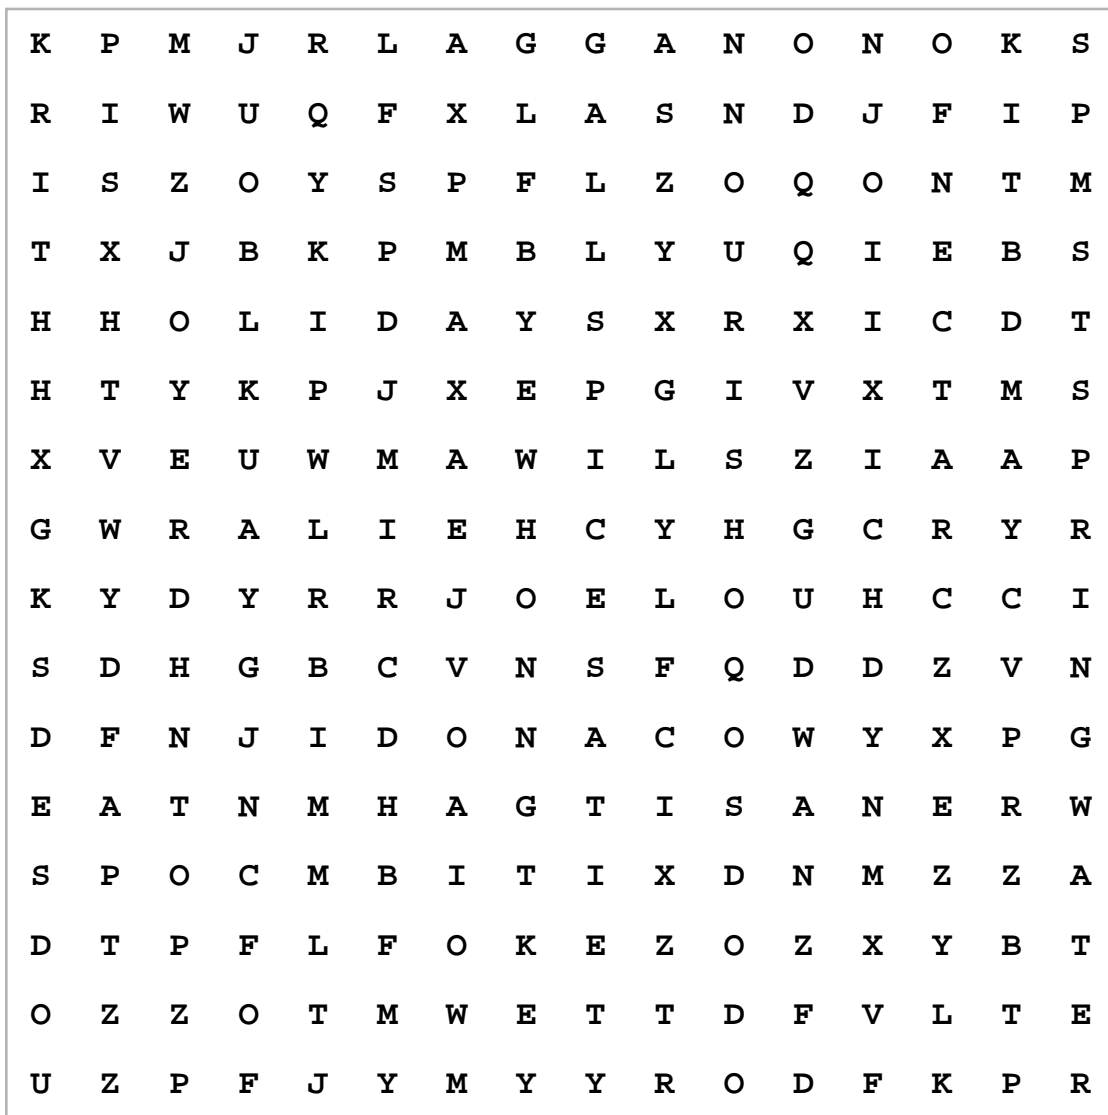 K P M J R L A G G A N O N O K S
R I W U Q F X L A S N D J F I P
I S Z O Y S P F L Z O Q O N T M
T X J B K P M B L Y U Q I E B S
H H O L I D A Y S X R X I C D T
H T Y K P J X E P G I V X T M S
X V E U W M A W I L S Z I A A P
G W R A L I E H C Y H G C R Y R
K Y D Y R R J O E L O U H C C I
S D H G B C V N S F Q D D Z V N
D F N J I D O N A C O W Y X P G
E A T N M H A G T I S A N E R W
S P O C M B I T I X D N M Z Z A
D T P F L F O K E Z O Z X Y B T
O Z Z O T M W E T T D F V L T E
U Z P F J Y M Y Y R O D F K P R